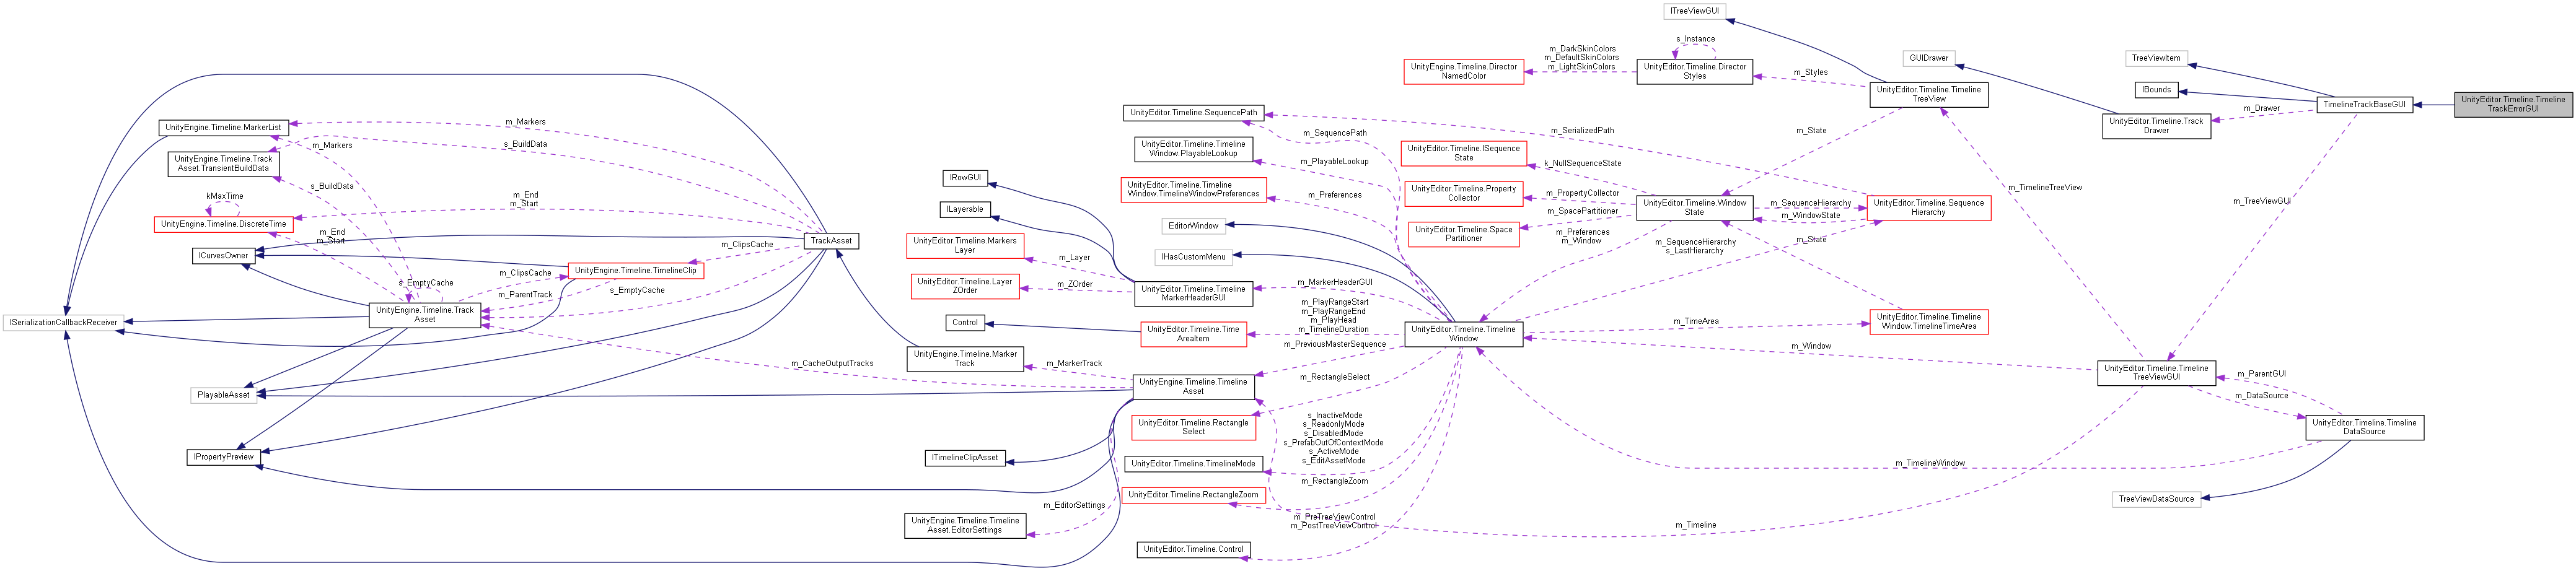 ITreeViewGUI
m_DarkSkinColors
m_DefaultSkinColors
m_LightSkinColors
s_Instance
UnityEngine.Timeline.Director
NamedColor
UnityEditor.Timeline.Director
Styles
m_Styles
GUIDrawer
TreeViewItem
IBounds
UnityEditor.Timeline.Timeline
TreeView
TimelineTrackBaseGUI
UnityEditor.Timeline.Timeline
TrackErrorGUI
m_Drawer
UnityEditor.Timeline.Track
Drawer
UnityEditor.Timeline.SequencePath
m_SerializedPath
m_State
m_SequencePath
UnityEngine.Timeline.MarkerList
m_Markers
s_BuildData
m_Markers
UnityEngine.Timeline.Track
Asset.TransientBuildData
UnityEditor.Timeline.Timeline
Window.PlayableLookup
m_PlayableLookup
UnityEditor.Timeline.ISequence
State
k_NullSequenceState
s_BuildData
kMaxTime
m_End
m_Start
UnityEngine.Timeline.DiscreteTime
IRowGUI
ILayerable
UnityEditor.Timeline.Timeline
Window.TimelineWindowPreferences
m_Preferences
UnityEditor.Timeline.Property
Collector
m_PropertyCollector
UnityEditor.Timeline.Window
State
m_SequenceHierarchy
m_WindowState
UnityEditor.Timeline.Sequence
Hierarchy
m_TimelineTreeView
m_TreeViewGUI
UnityEditor.Timeline.Space
Partitioner
m_SpacePartitioner
EditorWindow
IHasCustomMenu
m_Preferences
m_Window
m_SequenceHierarchy
s_LastHierarchy
m_State
m_End
m_Start
ICurvesOwner
TrackAsset
m_ClipsCache
UnityEngine.Timeline.TimelineClip
m_ClipsCache
m_ParentTrack
s_EmptyCache
s_EmptyCache
UnityEditor.Timeline.Markers
Layer
m_Layer
UnityEditor.Timeline.Layer
ZOrder
m_ZOrder
UnityEditor.Timeline.Timeline
MarkerHeaderGUI
m_MarkerHeaderGUI
UnityEngine.Timeline.Track
Asset
ISerializationCallbackReceiver
Control
UnityEditor.Timeline.Time
AreaItem
m_PlayRangeStart
m_PlayRangeEnd
m_PlayHead
m_TimelineDuration
UnityEditor.Timeline.Timeline
Window
m_TimeArea
UnityEditor.Timeline.Timeline
Window.TimelineTimeArea
m_PreviousMasterSequence
m_Window
UnityEngine.Timeline.Marker
Track
m_MarkerTrack
m_CacheOutputTracks
PlayableAsset
UnityEngine.Timeline.Timeline
Asset
m_RectangleSelect
UnityEditor.Timeline.Timeline
TreeViewGUI
m_ParentGUI
m_DataSource
UnityEditor.Timeline.Rectangle
Select
UnityEditor.Timeline.Timeline
DataSource
s_InactiveMode
s_ReadonlyMode
s_DisabledMode
s_PrefabOutOfContextMode
s_ActiveMode
s_EditAssetMode
IPropertyPreview
ITimelineClipAsset
UnityEditor.Timeline.TimelineMode
m_TimelineWindow
m_RectangleZoom
UnityEditor.Timeline.RectangleZoom
TreeViewDataSource
m_EditorSettings
UnityEngine.Timeline.Timeline
Asset.EditorSettings
m_PreTreeViewControl
m_PostTreeViewControl
m_Timeline
UnityEditor.Timeline.Control